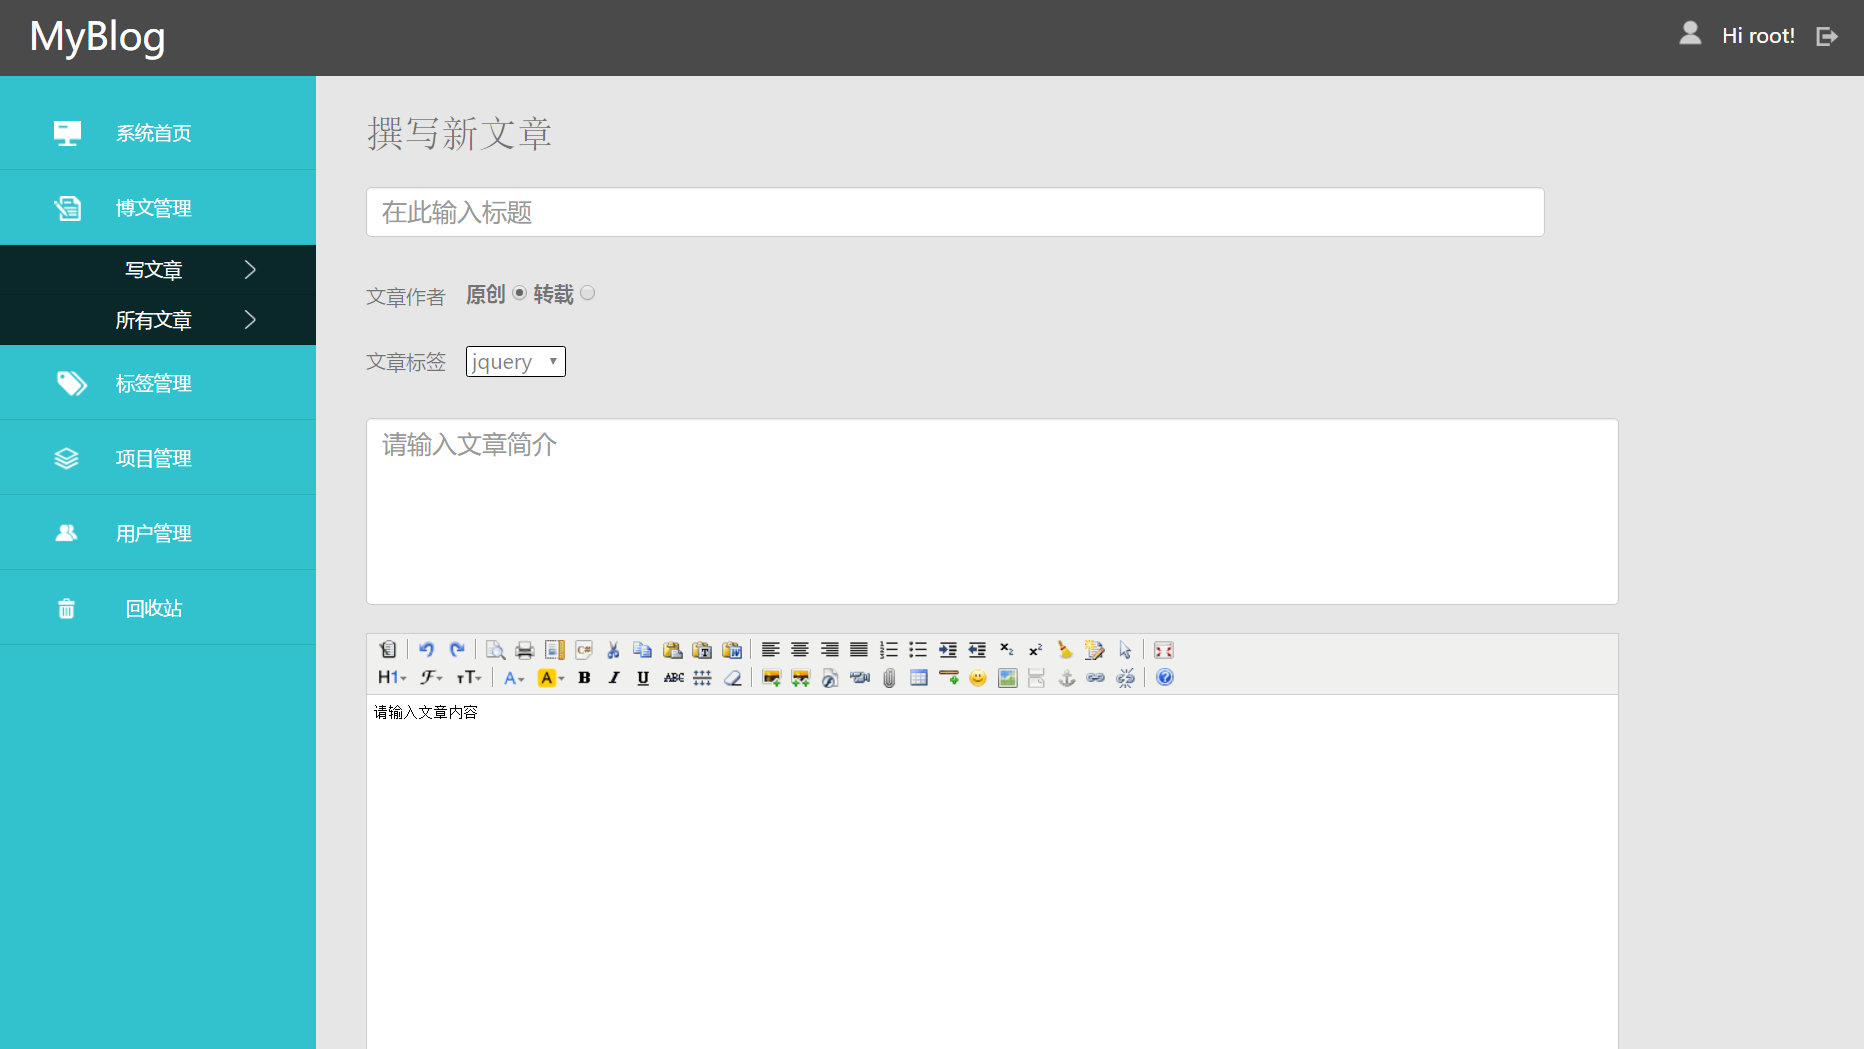 MyBlog
Hi root!
系统首页
博文管理
写文章
所有文章
标签管理
项目管理
用户管理
回收站
撰写新文章
在此输入标题
文章作者 原创 转载
文章标签 jquery
请输入文章简介
H1 F TT A A B I U ABC
请输入文章内容